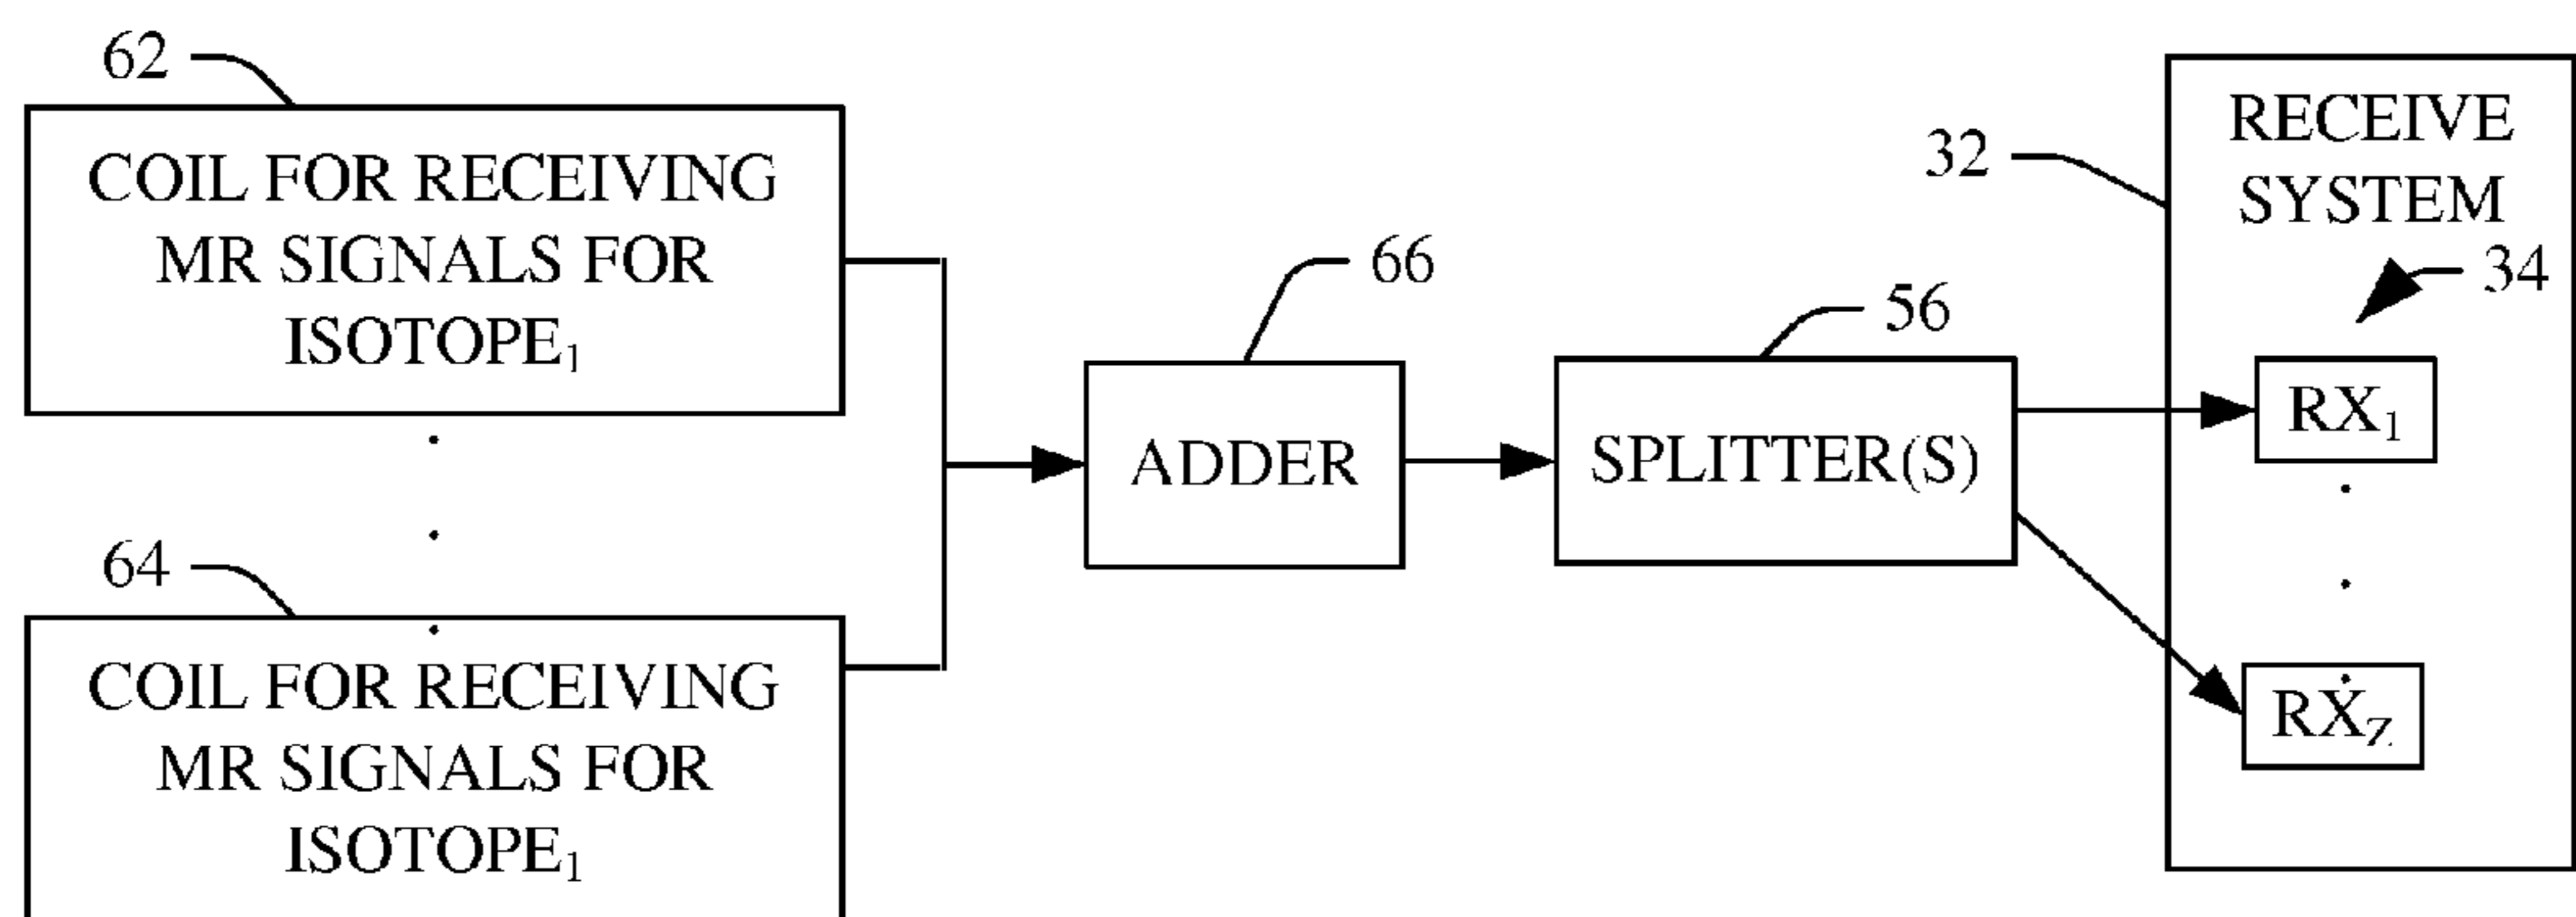 62
COIL FOR RECEIVING
MR SIGNALS FOR
ISOTOPE₁
64
COIL FOR RECEIVING
MR SIGNALS FOR
ISOTOPE₁
66
ADDER
56
SPLITTER(S)
32
RECEIVE
SYSTEM
34
RX₁
RX_Z